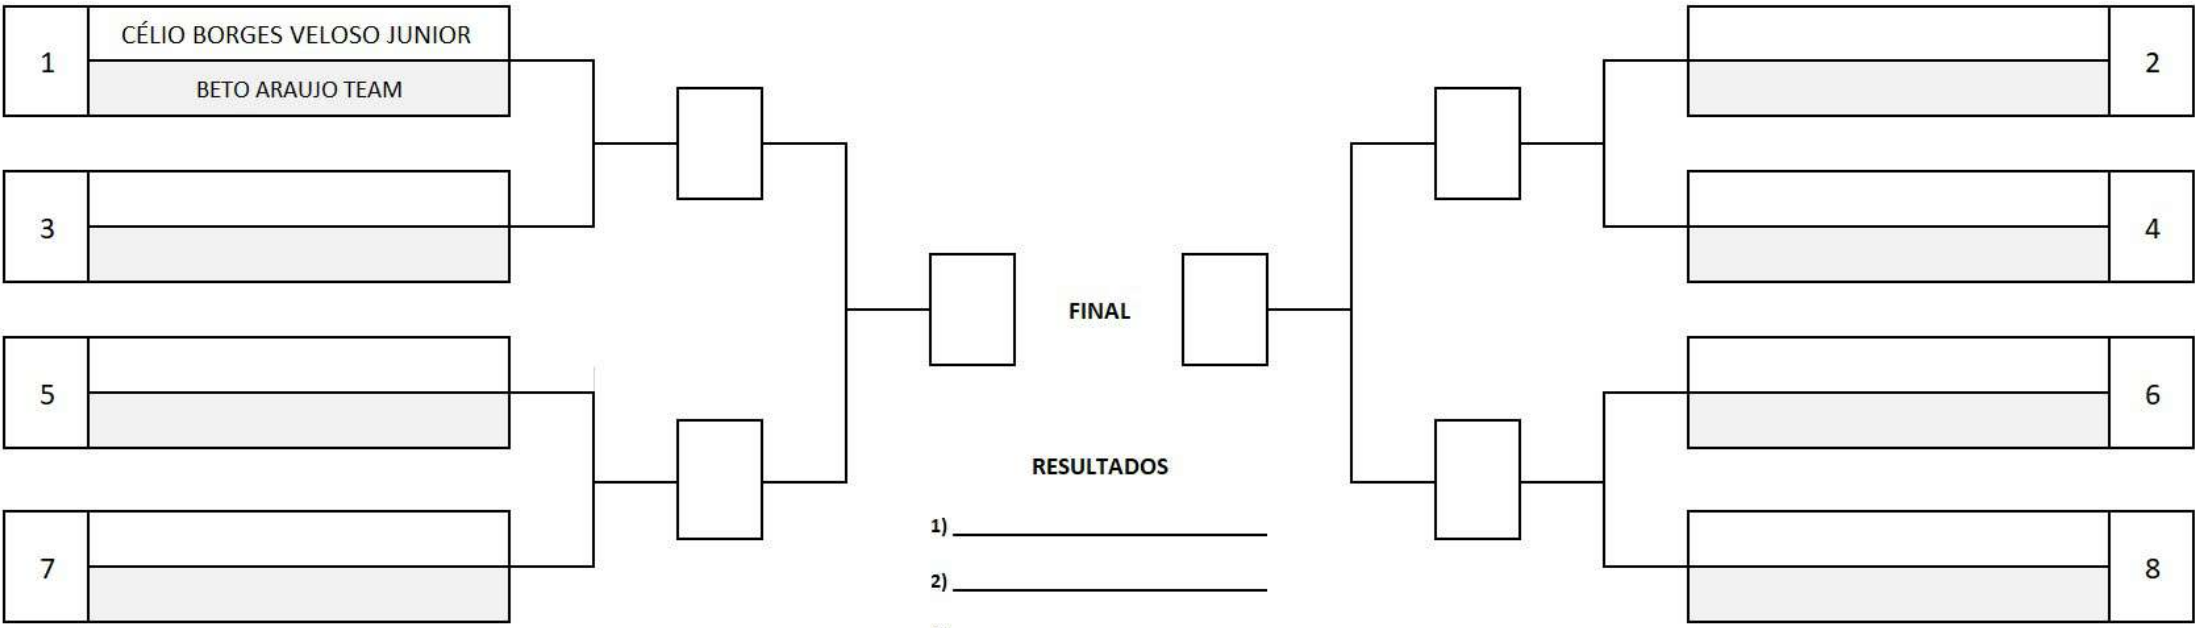 1
CÉLIO BORGES VELOSO JUNIOR
BETO ARAUJO TEAM
2
3
4
FINAL
5
6
RESULTADOS
1)
2)
7
8